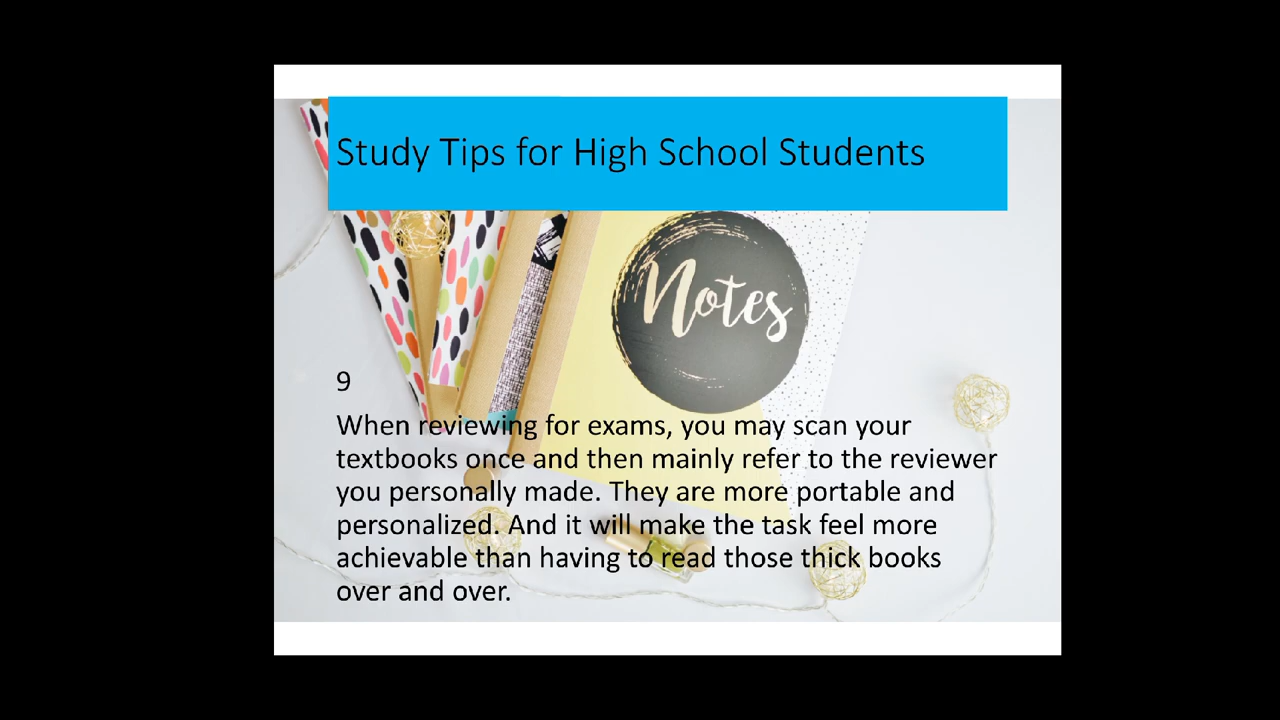 Study Tips for High School Students
Notes
9
When reviewing for exams, you may scan your
textbooks once and then mainly refer to the reviewer
you personally made. They are more portable and
personalized. And it will make the task feel more
achievable than having to read those thick books
over and over.